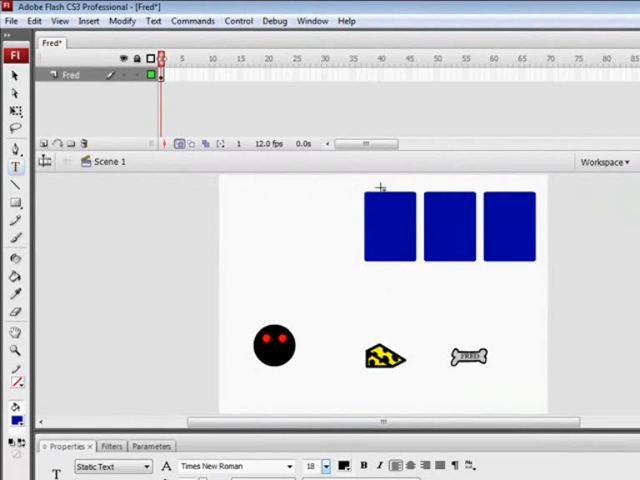 Adobe Flash CS3 Professional - [Fred*]
File Edit View Insert Modify Text Commands Control Debug Window Help
Fred*
5 10 15 20 25 30 35 40 45 50 55 60 65 70 75 80 85
Fred
1 12.0 fps 0.0s
Scene 1 Workspace
FRED
Properties Filters Parameters
T Static Text A Times New Roman 18 B I